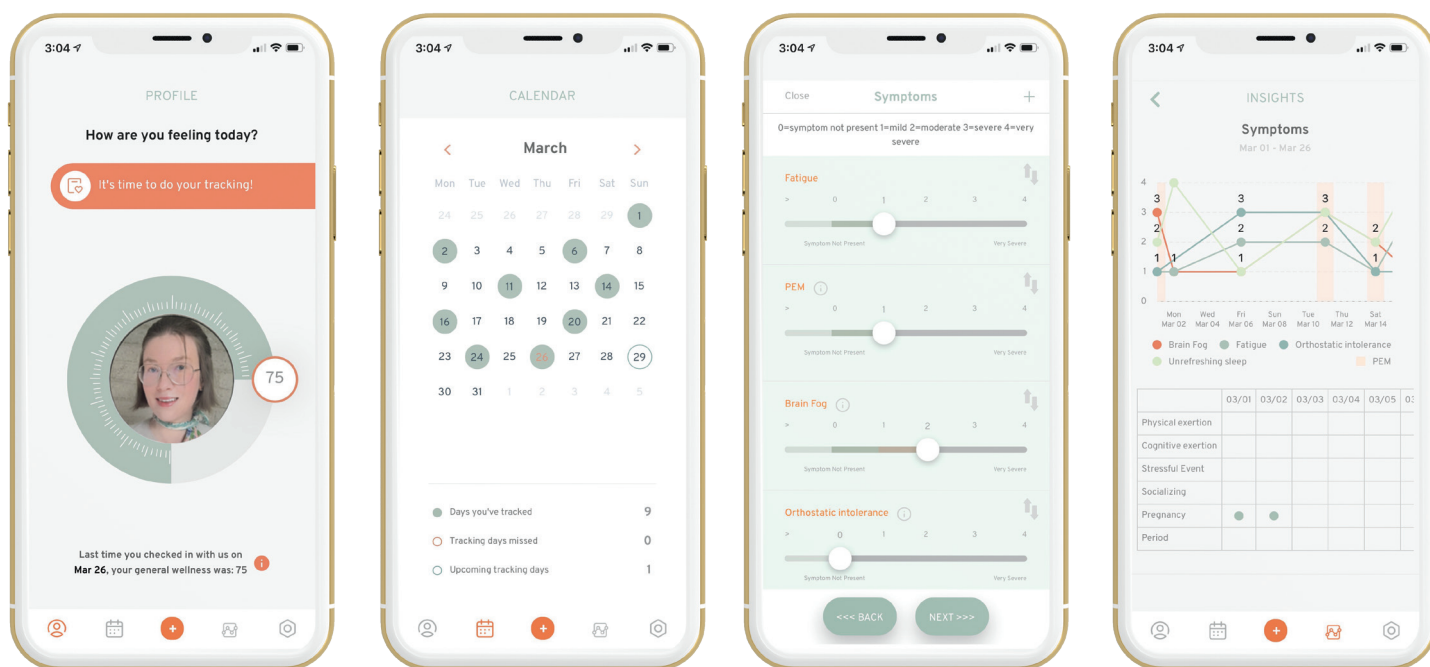 3:04
PROFILE
How are you feeling today?
It's time to do your tracking!
75
Last time you checked in with us on
Mar 26, your general wellness was: 75
3:04
CALENDAR
< March >
Mon Tue Wed Thu Fri Sat Sun
24 25 26 27 28 29 1
2 3 4 5 6 7 8
9 10 11 12 13 14 15
16 17 18 19 20 21 22
23 24 25 26 27 28 29
30 31 1 2 3 4 5
Days you've tracked 9
Tracking days missed 0
Upcoming tracking days 1
3:04
Close Symptoms +
0=symptom not present 1=mild 2=moderate 3=severe 4=very
severe
Fatigue
> 0 1 2 3 4
Symptom Not Present Very Severe
PEM i
> 0 1 2 3 4
Symptom Not Present Very Severe
Brain Fog i
> 0 1 2 3 4
Symptom Not Present Very Severe
Orthostatic intolerance i
> 0 1 2 3 4
Symptom Not Present Very Severe
<<< BACK NEXT >>>
3:04
< INSIGHTS
Symptoms
Mar 01 - Mar 26
4
3 3 3 3
2 2 2 2
1 1 1 1 1
0
Mon Wed Fri Sun Tue Thu Sat
Mar 02 Mar 04 Mar 06 Mar 08 Mar 10 Mar 12 Mar 14
Brain Fog Fatigue Orthostatic intolerance
Unrefreshing sleep PEM
03/01 03/02 03/03 03/04 03/05
Physical exertion
Cognitive exertion
Stressful Event
Socializing
Pregnancy
Period